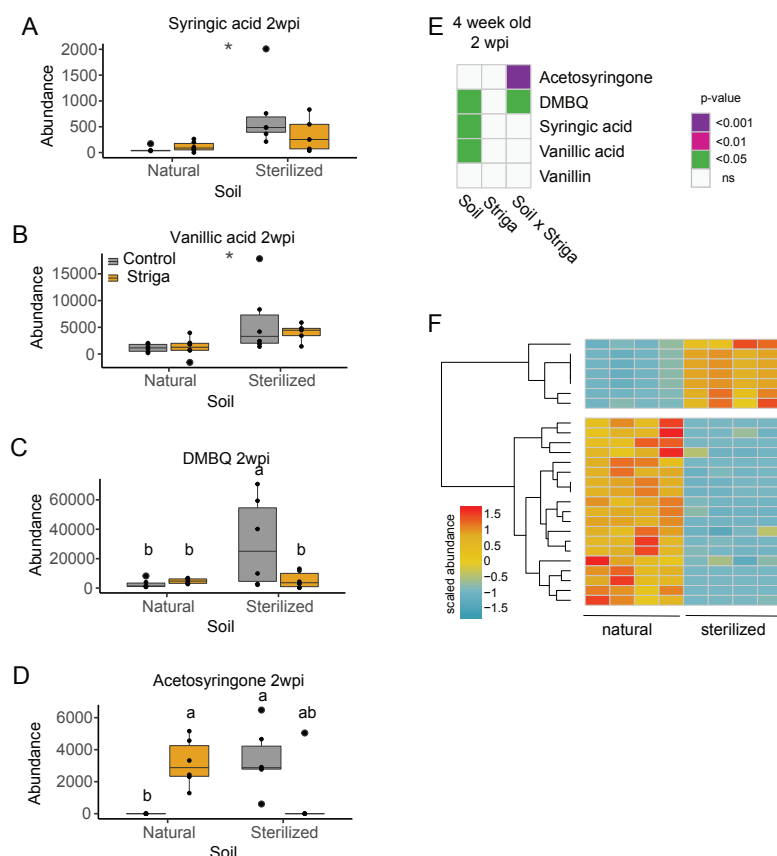 A
Syringic acid 2wpi
*
Abundance
2000
1500
1000
500
0
Natural
Sterilized
Soil
B
Vanillic acid 2wpi
*
Control
Striga
Abundance
15000
10000
5000
0
Natural
Sterilized
Soil
C
DMBQ 2wpi
a
b
b
b
Abundance
60000
40000
20000
0
Natural
Sterilized
Soil
D
Acetosyringone 2wpi
a
a
ab
b
Abundance
6000
4000
2000
0
Natural
Sterilized
Soil
E
4 week old
2 wpi
Acetosyringone
DMBQ
Syringic acid
Vanillic acid
Vanillin
Soil
Striga
Soil x Striga
p-value
<0.001
<0.01
<0.05
ns
F
scaled abundance
1.5
1
0.5
0
−0.5
−1
−1.5
natural
sterilized